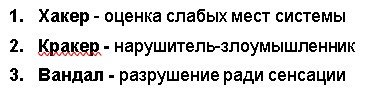 1. Хакер - оценка слабых мест системы
2. Кракер - нарушитель-злоумышленник
3. Вандал - разрушение ради сенсации